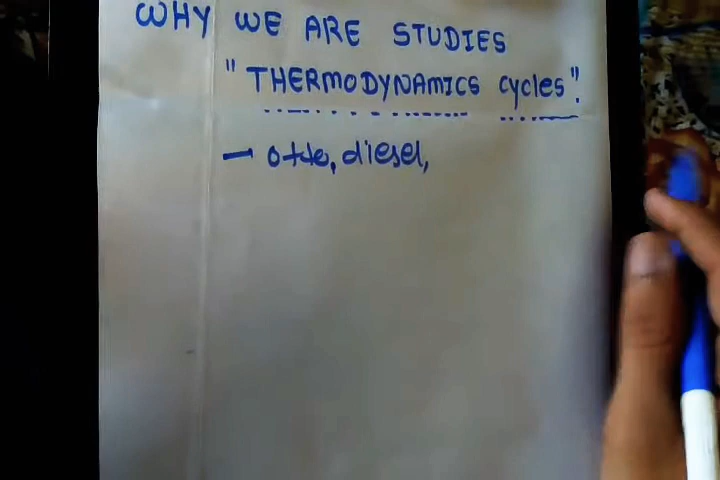 WHY WE ARE STUDIES
"THERMODYNAMICS cycles".
— otto, diesel,